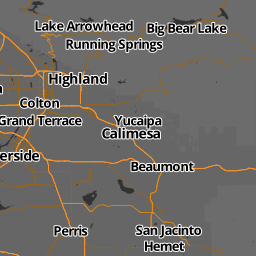 Lake Arrowhead
Big Bear Lake
Running Springs
Highland
Colton
Grand Terrace
Yucaipa
Calimesa
erside
Beaumont
Perris
San Jacinto
Hemet